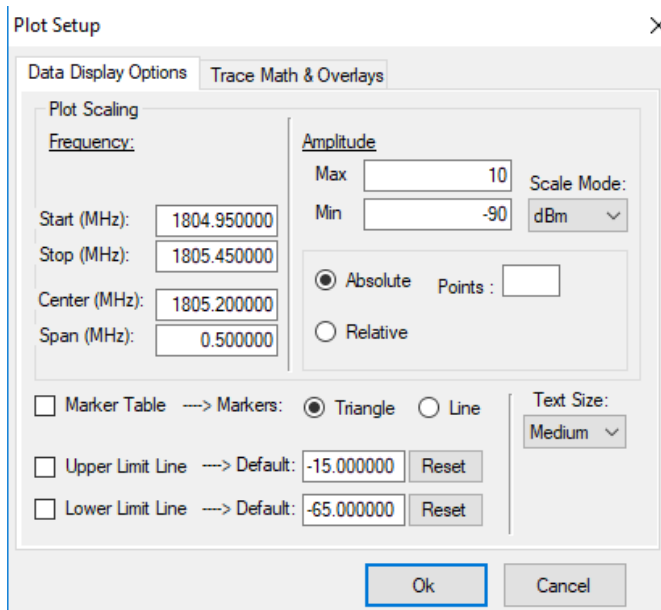 Plot Setup
Data Display Options
Trace Math & Overlays
Plot Scaling
Frequency:
Start (MHz): 1804.950000
Stop (MHz): 1805.450000
Center (MHz): 1805.200000
Span (MHz): 0.500000
Amplitude
Max 10
Min -90
Scale Mode:
dBm
Absolute
Points :
Relative
Marker Table ----> Markers: Triangle Line
Upper Limit Line ----> Default: -15.000000 Reset
Lower Limit Line ----> Default: -65.000000 Reset
Text Size:
Medium
Ok
Cancel